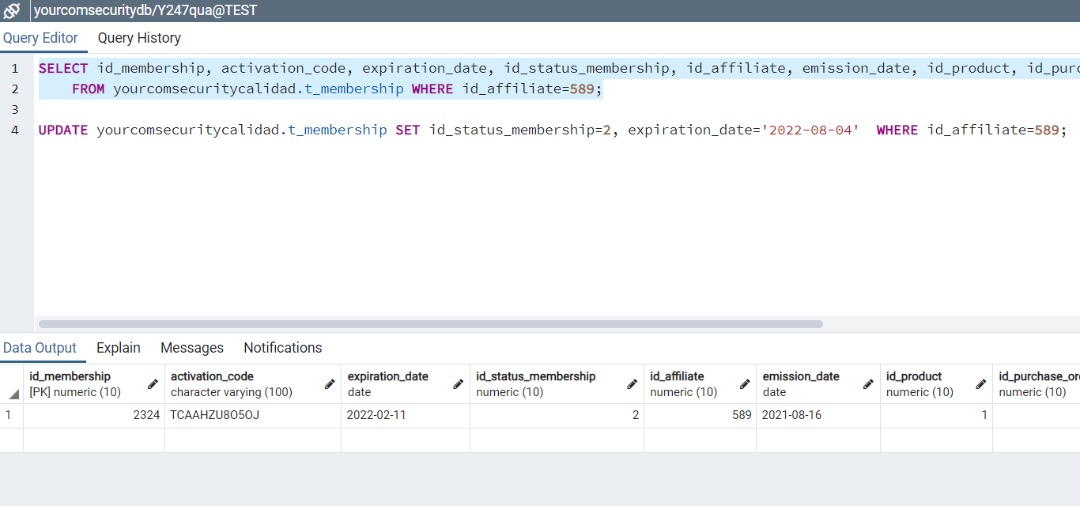 yourcomsecuritydb/Y247qua@TEST
Query Editor Query History
1 SELECT id_membership, activation_code, expiration_date, id_status_membership, id_affiliate, emission_date, id_product, id_purc
2 FROM yourcomsecuritycalidad.t_membership WHERE id_affiliate=589;
3
4 UPDATE yourcomsecuritycalidad.t_membership SET id_status_membership=2, expiration_date='2022-08-04' WHERE id_affiliate=589;
Data Output Explain Messages Notifications
id_membership activation_code expiration_date id_status_membership id_affiliate emission_date id_product id_purchase_ord
[PK] numeric (10) character varying (100) date numeric (10) numeric (10) date numeric (10) numeric (10)
1 2324 TCAAHZU8O5OJ 2022-02-11 2 589 2021-08-16 1